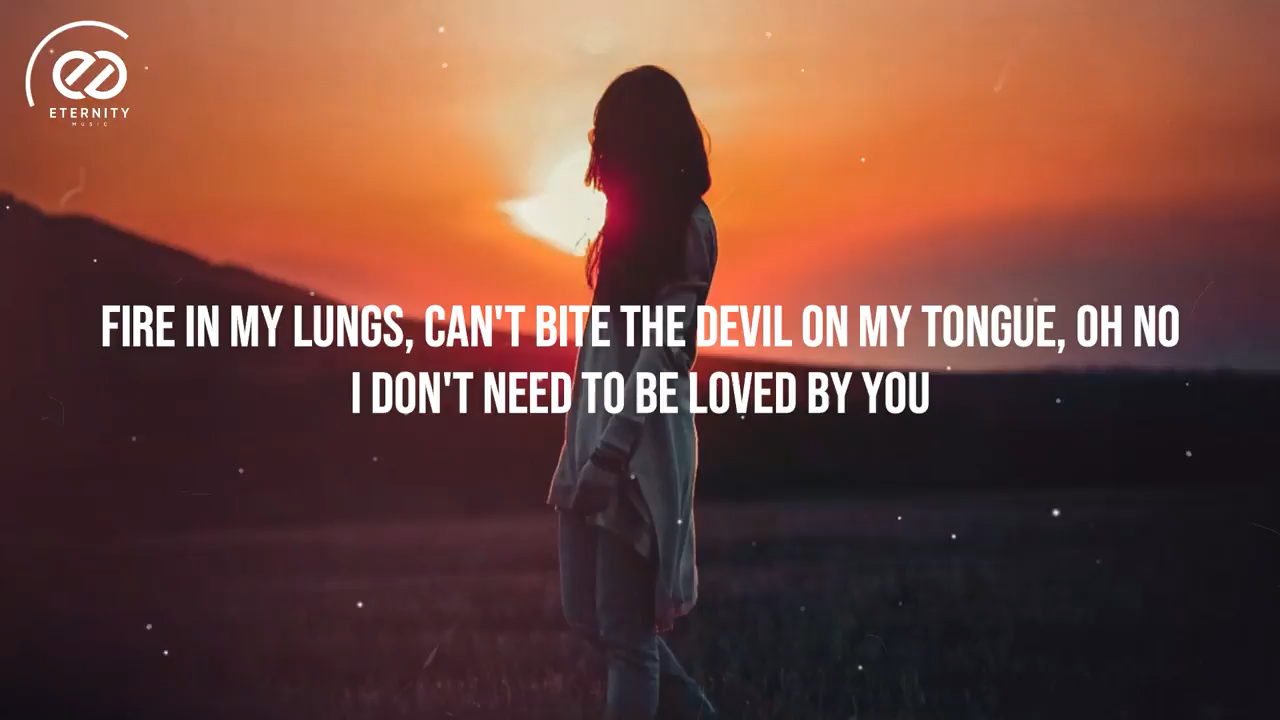 ETERNITY
MUSIC
FIRE IN MY LUNGS, CAN'T BITE THE DEVIL ON MY TONGUE, OH NO
I DON'T NEED TO BE LOVED BY YOU